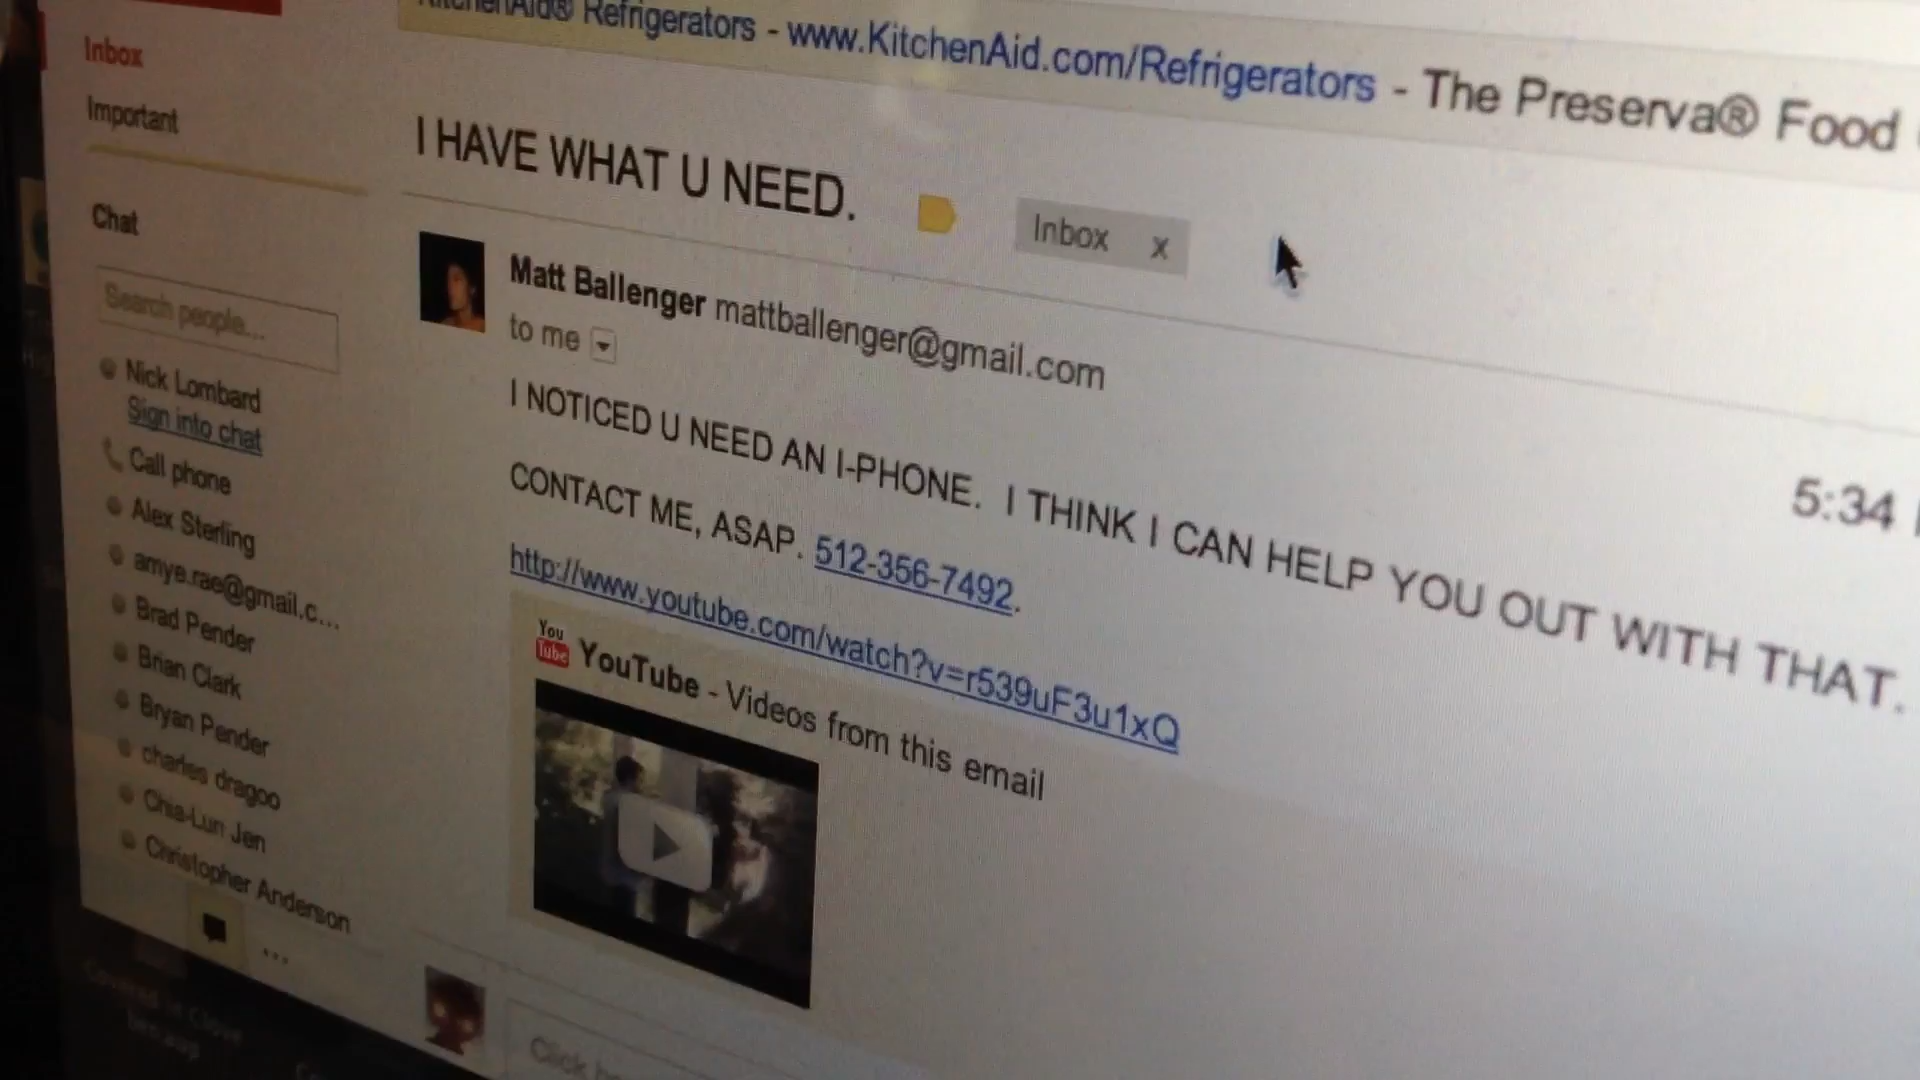 KitchenAid® Refrigerators - www.KitchenAid.com/Refrigerators - The Preserva® Food
Inbox
Important
Chat
Search people...
Nick Lombard
Sign into chat
Call phone
Alex Sterling
amye.rae@gmail.c...
Brad Pender
Brian Clark
Bryan Pender
charles dragoo
Chia-Lun Jen
Christopher Anderson
...
I HAVE WHAT U NEED.
Inbox x
Matt Ballenger mattballenger@gmail.com
to me
5:34
I NOTICED U NEED AN I-PHONE. I THINK I CAN HELP YOU OUT WITH THAT.
CONTACT ME, ASAP. 512-356-7492.
http://www.youtube.com/watch?v=r539uF3u1xQ
You
Tube
YouTube - Videos from this email
Click